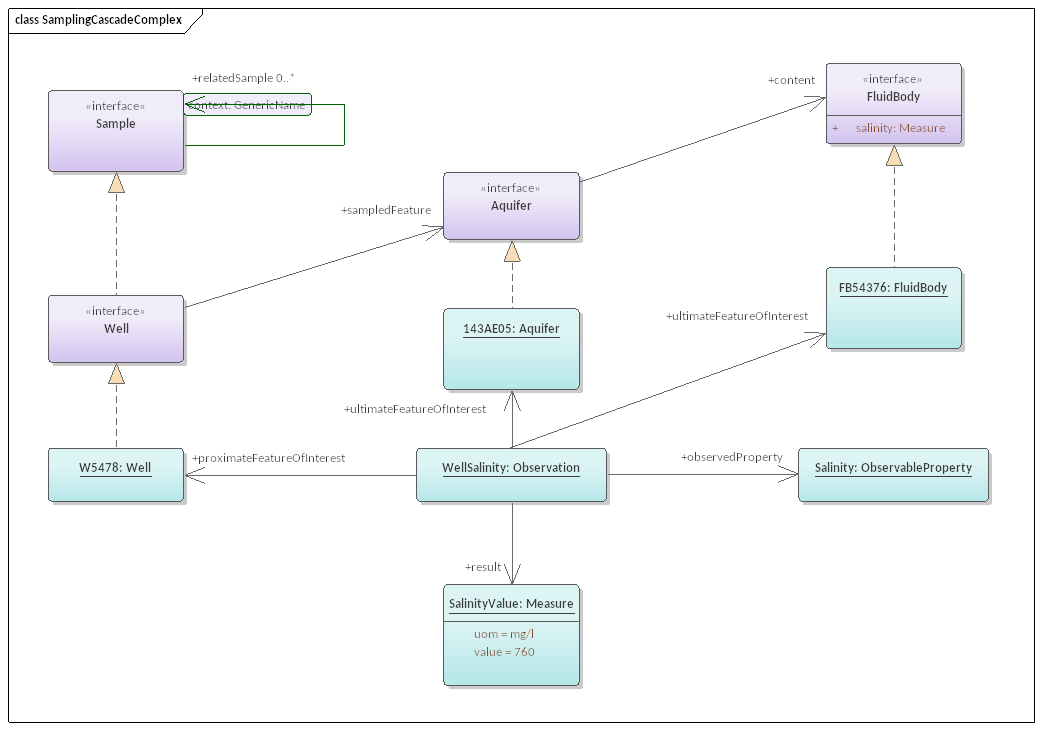 class SamplingCascadeComplex
+relatedSample 0..*
«interface»
Sample
context: GenericName
+content
«interface»
FluidBody
+ salinity: Measure
«interface»
Aquifer
+sampledFeature
«interface»
Well
143AE05: Aquifer
FB54376: FluidBody
+ultimateFeatureOfInterest
+ultimateFeatureOfInterest
W5478: Well
+proximateFeatureOfInterest
WellSalinity: Observation
+observedProperty
Salinity: ObservableProperty
+result
SalinityValue: Measure
uom = mg/l
value = 760